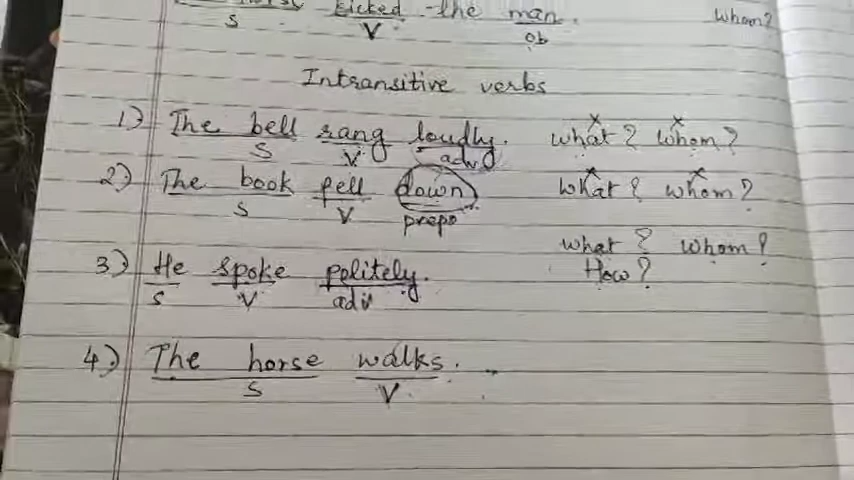 horse kicked the man. whom?
S V ob
Intransitive verbs
1) The bell rang loudly. what? whom?
S V adv
2) The book fell down what? whom?
S V prepo
what? whom?
3) He spoke politely. How?
S V adv
4) The horse walks.
S V